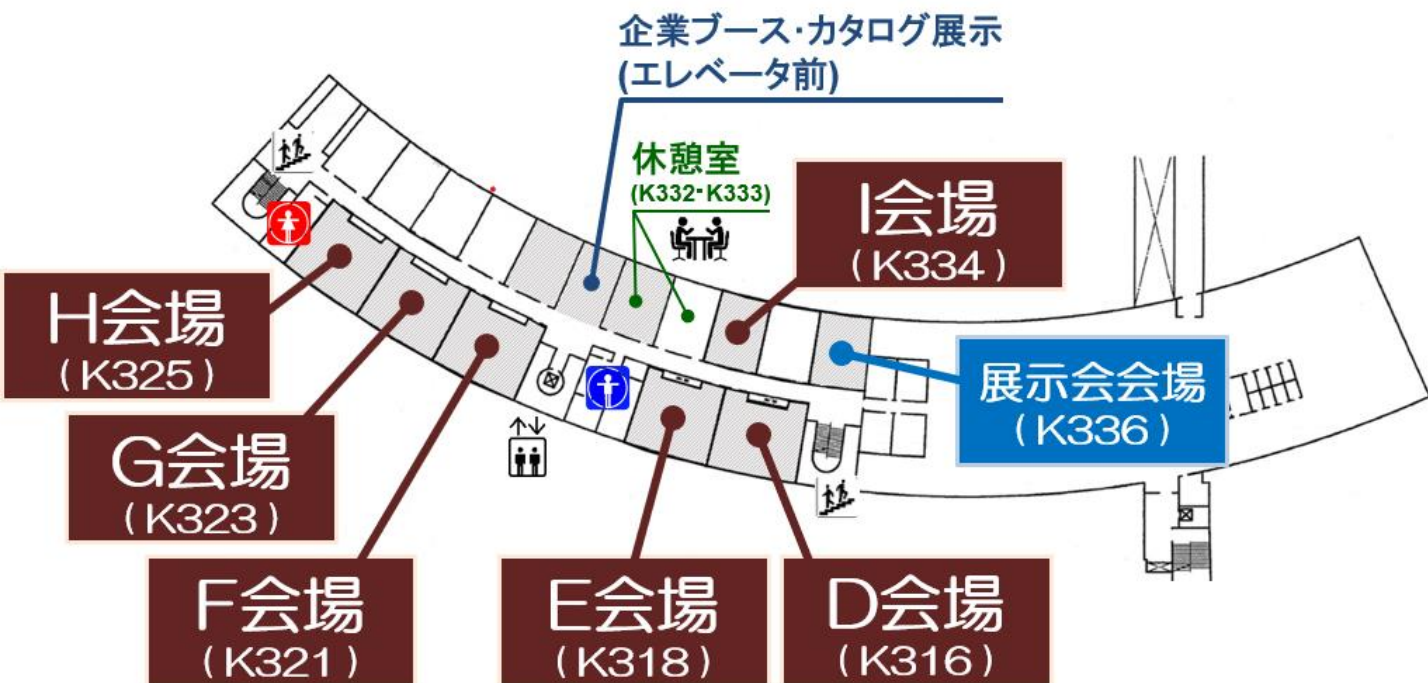 企業ブース・カタログ展示
(エレベータ前)
休憩室
(K332・K333)
I会場
(K334)
H会場
(K325)
展示会会場
(K336)
G会場
(K323)
F会場
(K321)
E会場
(K318)
D会場
(K316)